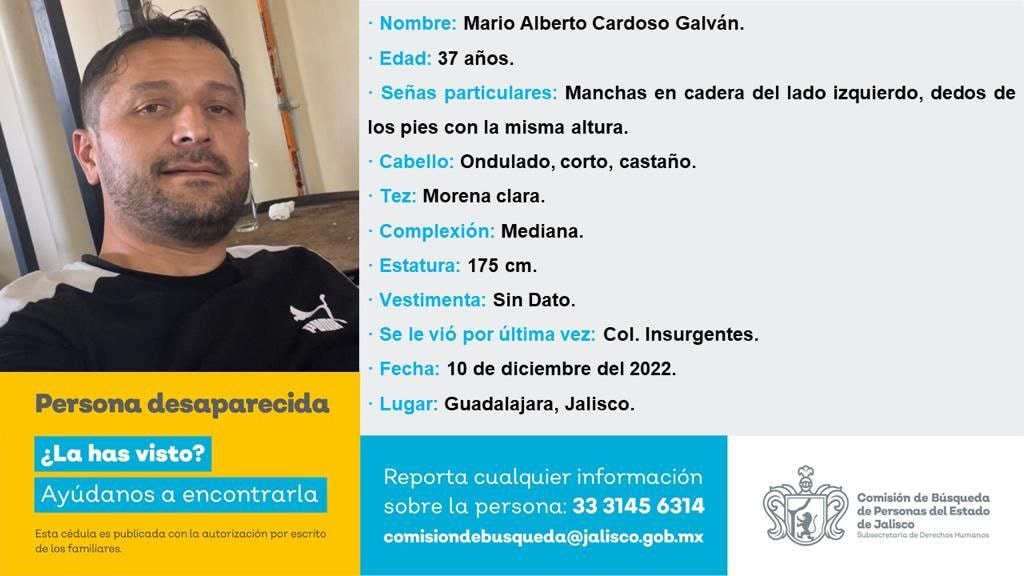 · Nombre: Mario Alberto Cardoso Galván.
· Edad: 37 años.
· Señas particulares: Manchas en cadera del lado izquierdo, dedos de
los pies con la misma altura.
· Cabello: Ondulado, corto, castaño.
· Tez: Morena clara.
· Complexión: Mediana.
· Estatura: 175 cm.
· Vestimenta: Sin Dato.
· Se le vió por última vez: Col. Insurgentes.
· Fecha: 10 de diciembre del 2022.
· Lugar: Guadalajara, Jalisco.
Persona desaparecida
¿La has visto?
Ayúdanos a encontrarla
Esta cédula es publicada con la autorización por escrito
de los familiares.
Reporta cualquier información
sobre la persona: 33 3145 6314
comisiondebusqueda@jalisco.gob.mx
Comisión de Búsqueda
de Personas del Estado
de Jalisco
Subsecretaría de Derechos Humanos